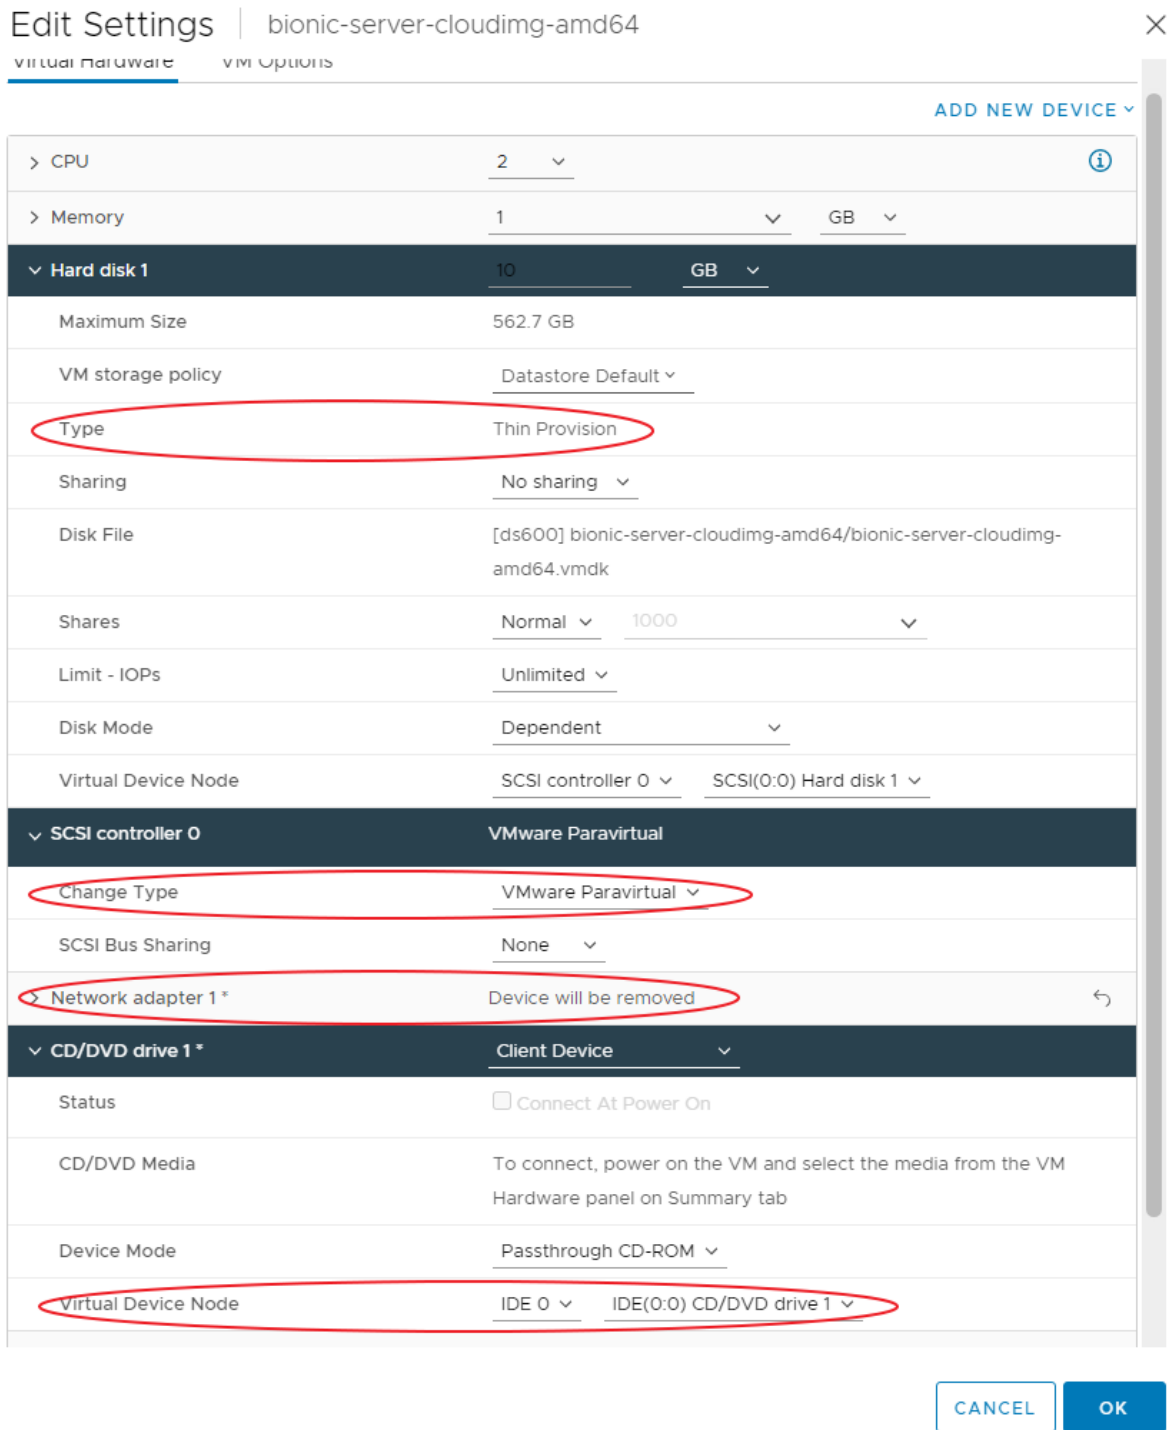 Edit Settings bionic-server-cloudimg-amd64
Virtual Hardware VM Options
ADD NEW DEVICE
CPU 2
Memory 1 GB
Hard disk 1 10 GB
Maximum Size 562.7 GB
VM storage policy Datastore Default
Type Thin Provision
Sharing No sharing
Disk File [ds600] bionic-server-cloudimg-amd64/bionic-server-cloudimg-
amd64.vmdk
Shares Normal 1000
Limit - IOPs Unlimited
Disk Mode Dependent
Virtual Device Node SCSI controller 0 SCSI(0:0) Hard disk 1
SCSI controller 0 VMware Paravirtual
Change Type VMware Paravirtual
SCSI Bus Sharing None
Network adapter 1 * Device will be removed
CD/DVD drive 1 * Client Device
Status Connect At Power On
CD/DVD Media To connect, power on the VM and select the media from the VM
Hardware panel on Summary tab
Device Mode Passthrough CD-ROM
Virtual Device Node IDE 0 IDE(0:0) CD/DVD drive 1
CANCEL OK